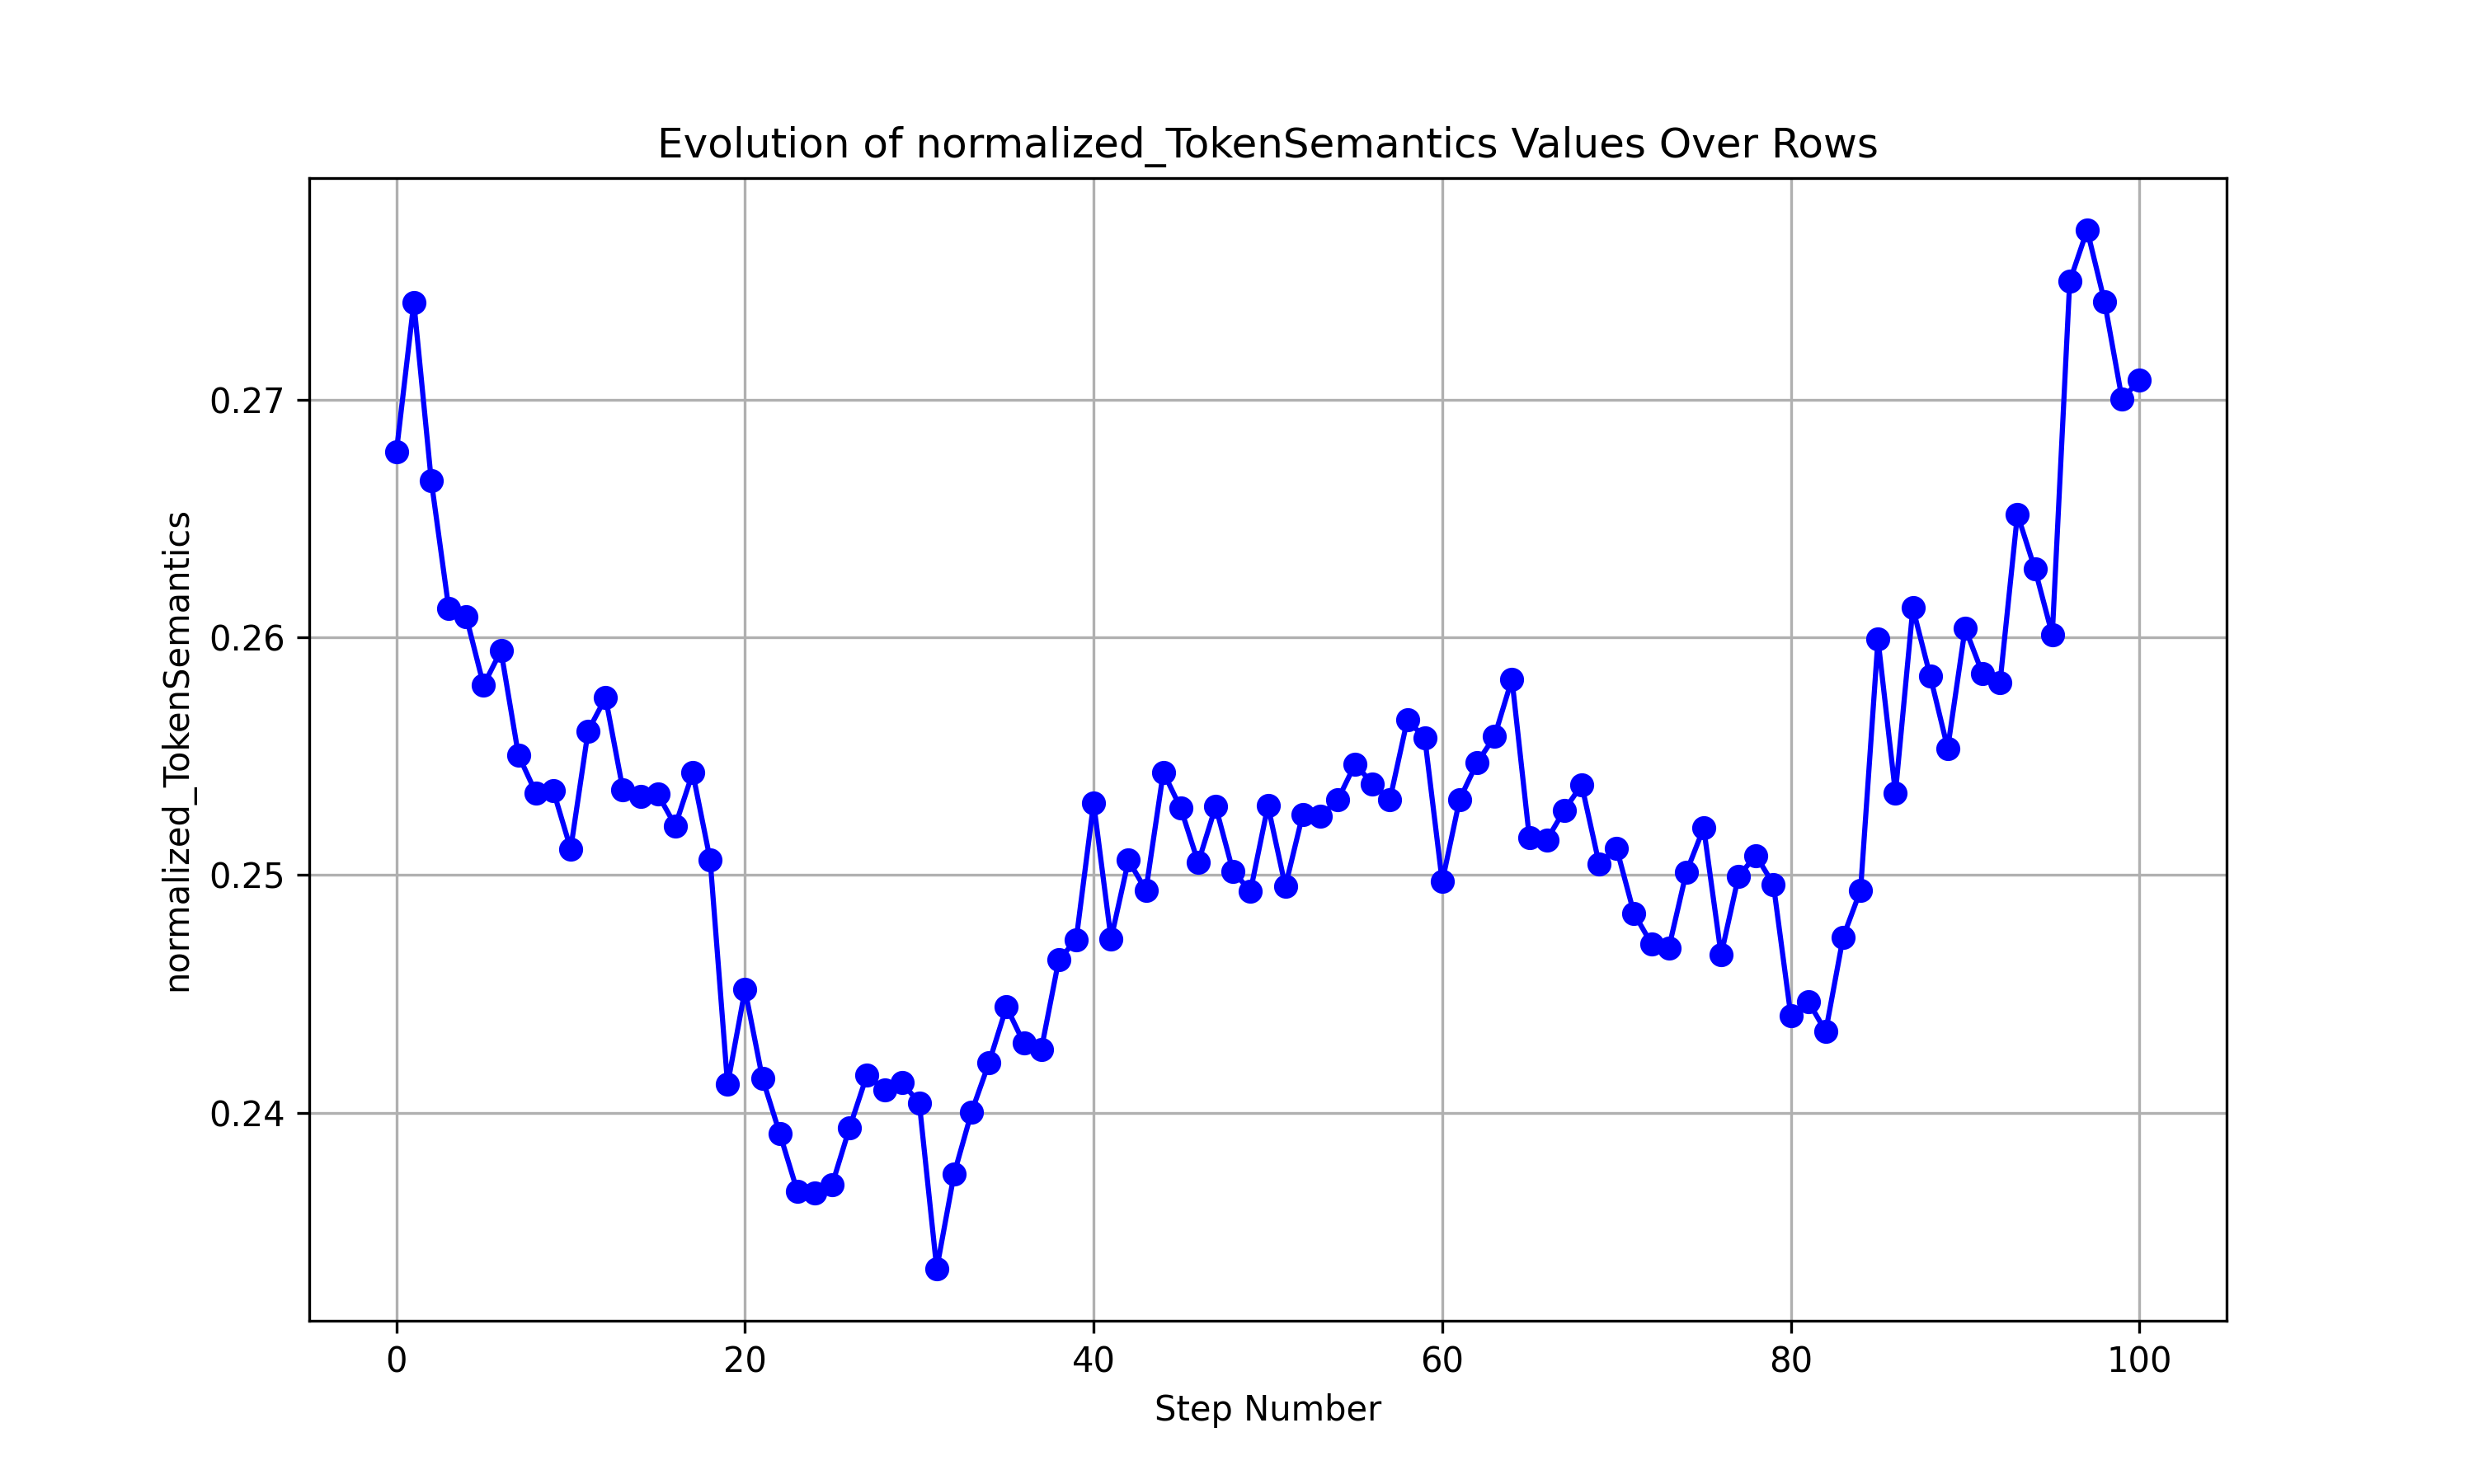 Evolution of normalized_TokenSemantics Values Over Rows
normalized_TokenSemantics
0.27
0.26
0.25
0.24
0 20 40 60 80 100
Step Number